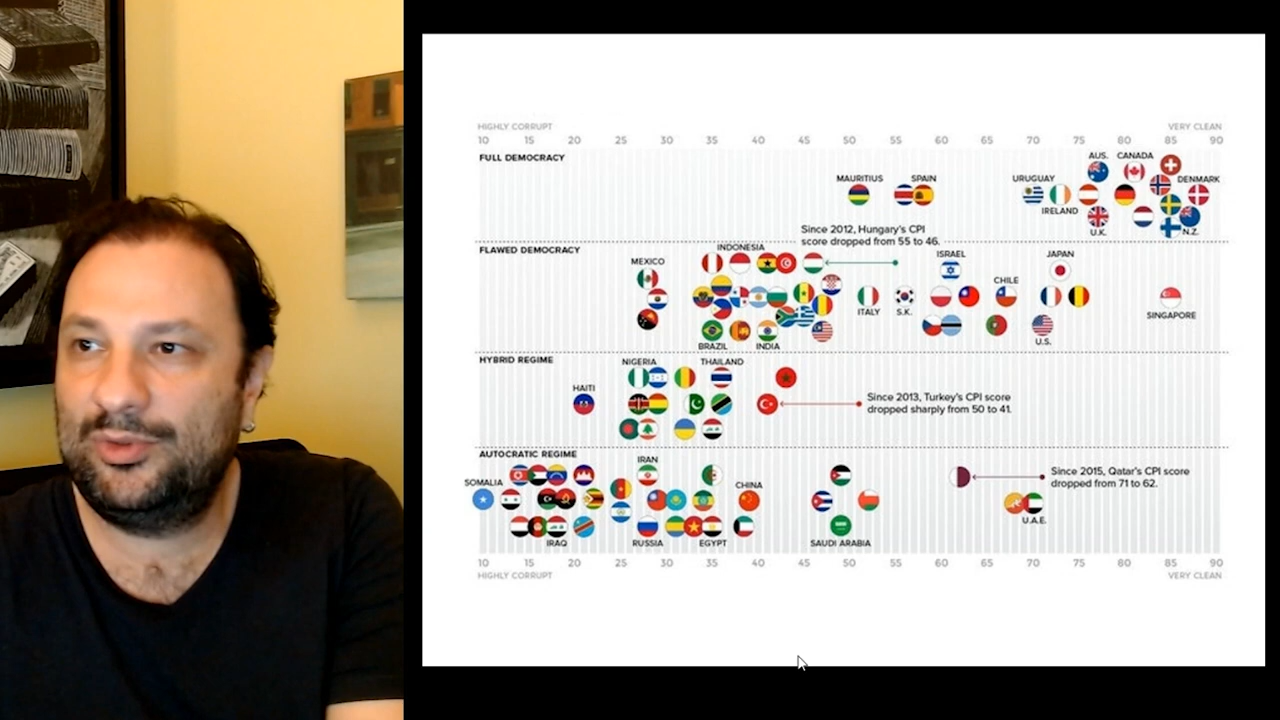 HIGHLY CORRUPT VERY CLEAN
10 15 20 25 30 35 40 45 50 55 60 65 70 75 80 85 90
FULL DEMOCRACY
AUS. CANADA
MAURITIUS SPAIN URUGUAY DENMARK
IRELAND
U.K. N.Z.
Since 2012, Hungary's CPI
score dropped from 55 to 46.
FLAWED DEMOCRACY
INDONESIA
MEXICO ISRAEL JAPAN
CHILE
ITALY S.K. SINGAPORE
BRAZIL INDIA U.S.
HYBRID REGIME
NIGERIA THAILAND
HAITI
Since 2013, Turkey's CPI score
dropped sharply from 50 to 41.
AUTOCRATIC REGIME
IRAN
SOMALIA CHINA
Since 2015, Qatar's CPI score
dropped from 71 to 62.
U.A.E.
IRAQ RUSSIA EGYPT SAUDI ARABIA
10 15 20 25 30 35 40 45 50 55 60 65 70 75 80 85 90
HIGHLY CORRUPT VERY CLEAN